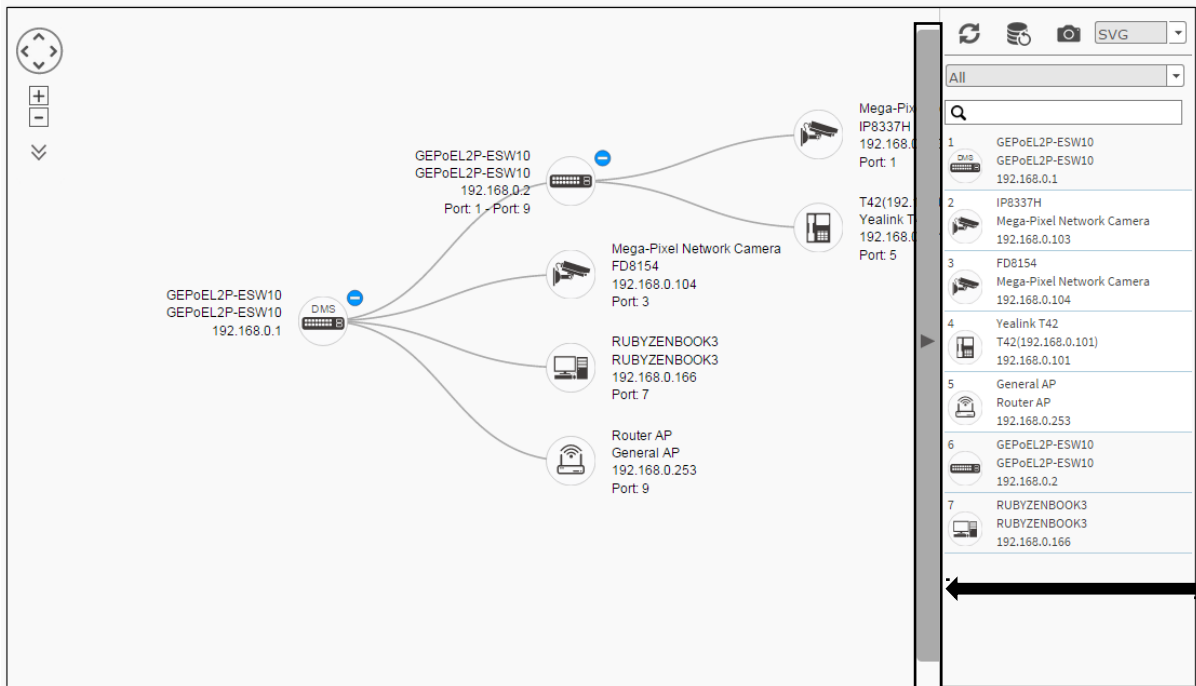 GEPoEL2P-ESW10
GEPoEL2P-ESW10
192.168.0.1
DMS
GEPoEL2P-ESW10
GEPoEL2P-ESW10
192.168.0.2
Port: 1 - Port: 9
Mega-Pix
IP8337H
192.168.0
Port: 1
T42(192.
Yealink T
192.168.0
Port: 5
Mega-Pixel Network Camera
FD8154
192.168.0.104
Port: 3
RUBYZENBOOK3
RUBYZENBOOK3
192.168.0.166
Port: 7
Router AP
General AP
192.168.0.253
Port: 9
SVG
All
1
DMS
GEPoEL2P-ESW10
GEPoEL2P-ESW10
192.168.0.1
2
IP8337H
Mega-Pixel Network Camera
192.168.0.103
3
FD8154
Mega-Pixel Network Camera
192.168.0.104
4
Yealink T42
T42(192.168.0.101)
192.168.0.101
5
General AP
Router AP
192.168.0.253
6
GEPoEL2P-ESW10
GEPoEL2P-ESW10
192.168.0.2
7
RUBYZENBOOK3
RUBYZENBOOK3
192.168.0.166